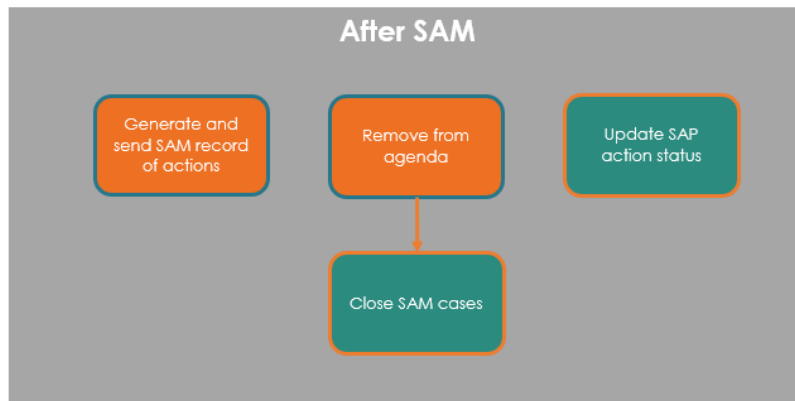 After SAM
Generate and
send SAM record
of actions
Remove from
agenda
Update SAP
action status
Close SAM cases